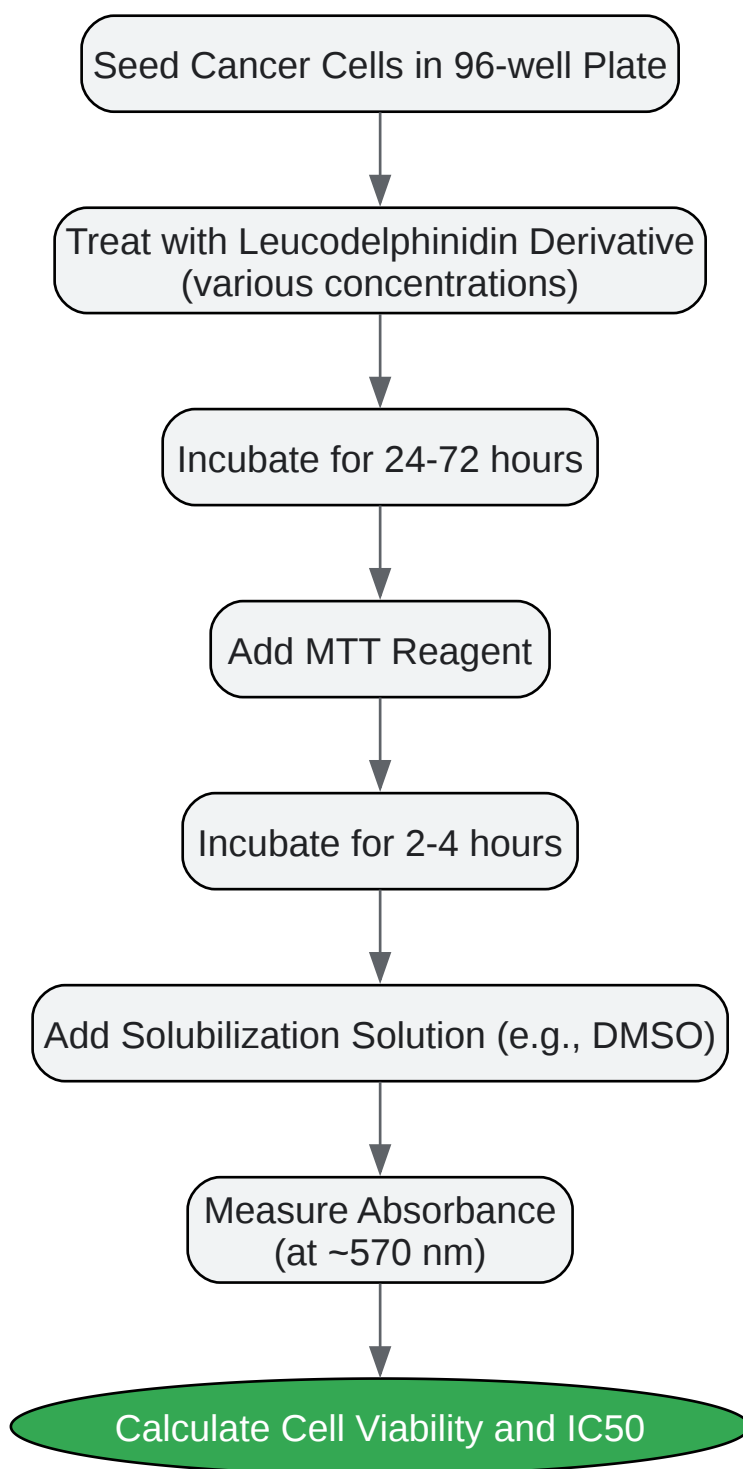 Seed Cancer Cells in 96-well Plate
Treat with Leucodelphinidin Derivative
(various concentrations)
Incubate for 24-72 hours
Add MTT Reagent
Incubate for 2-4 hours
Add Solubilization Solution (e.g., DMSO)
Measure Absorbance
(at ~570 nm)
Calculate Cell Viability and IC50